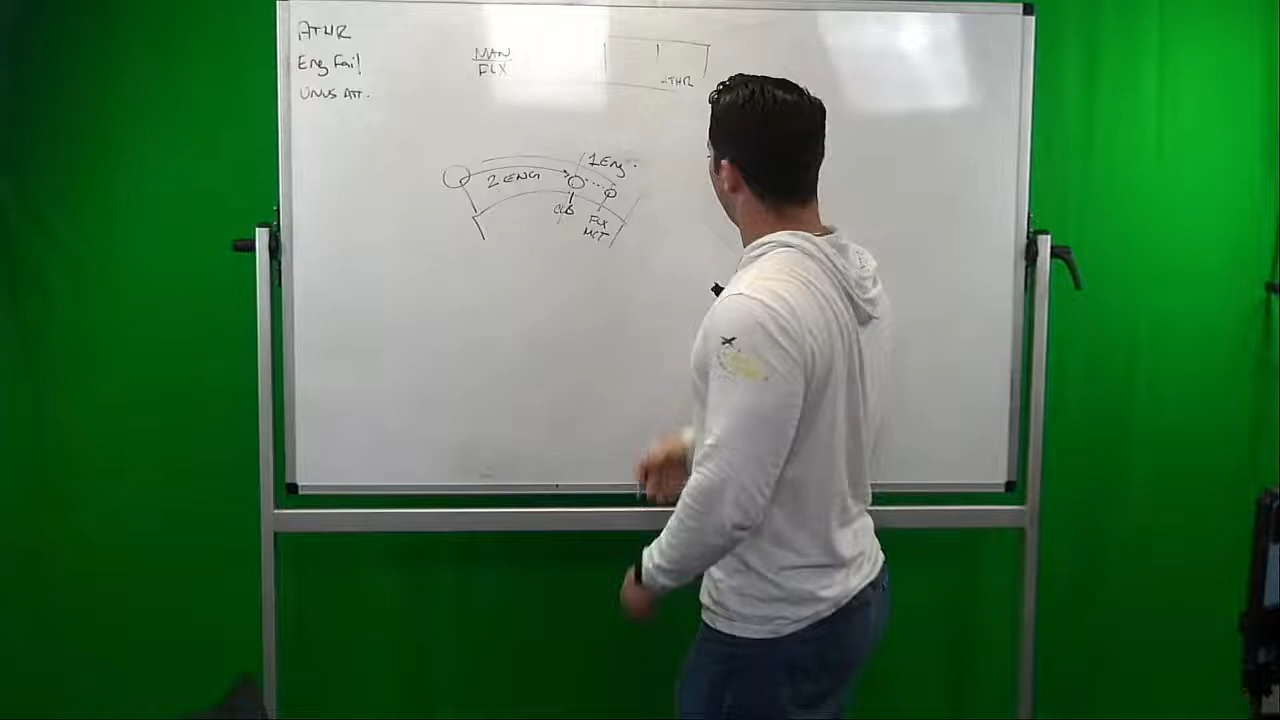 ATHR
Eng Fail
UNUS ATT.
MAN
FLX
ATHR
1 Eng.
2 ENG
CLB
FLX
MCT